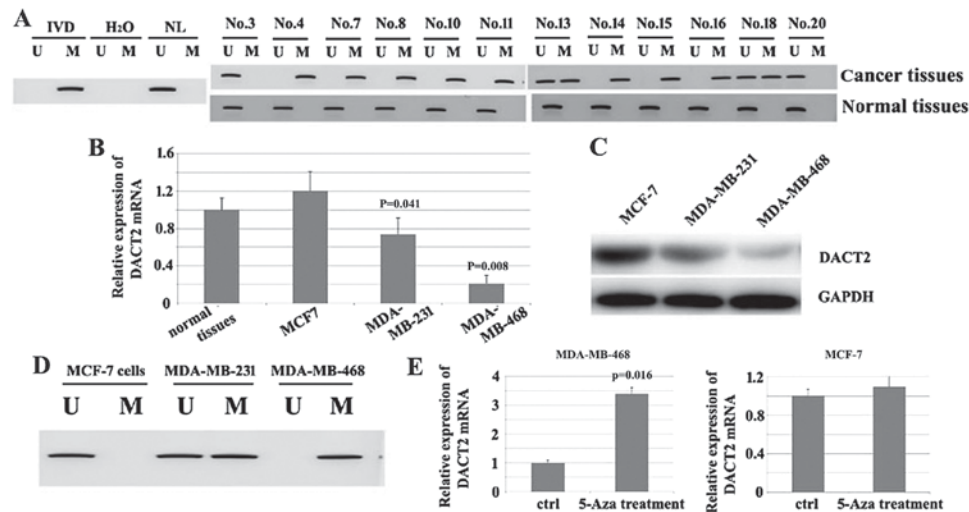 A
IVD H2O NL No.3 No.4 No.7 No.8 No.10 No.11 No.13 No.14 No.15 No.16 No.18 No.20
U M U M U M U M U M U M U M U M U M U M U M U M U M U M U M
Cancer tissues
Normal tissues
B
Relative expression of
DACT2 mRNA
1.6
1.2
0.8
0.4
0
P=0.041
P=0.008
normal
tissues
MCF7
MDA-
MB-231
MDA-
MB-468
C
MCF-7 MDA-MB-231 MDA-MB-468
DACT2
GAPDH
D
MCF-7 cells MDA-MB-231 MDA-MB-468
U M U M U M
E
MDA-MB-468
Relative expression of
DACT2 mRNA
4
3
2
1
0
p=0.016
ctrl 5-Aza treatment
MCF-7
Relative expression of
DACT2 mRNA
1.2
0.8
0.4
0
ctrl 5-Aza treatment